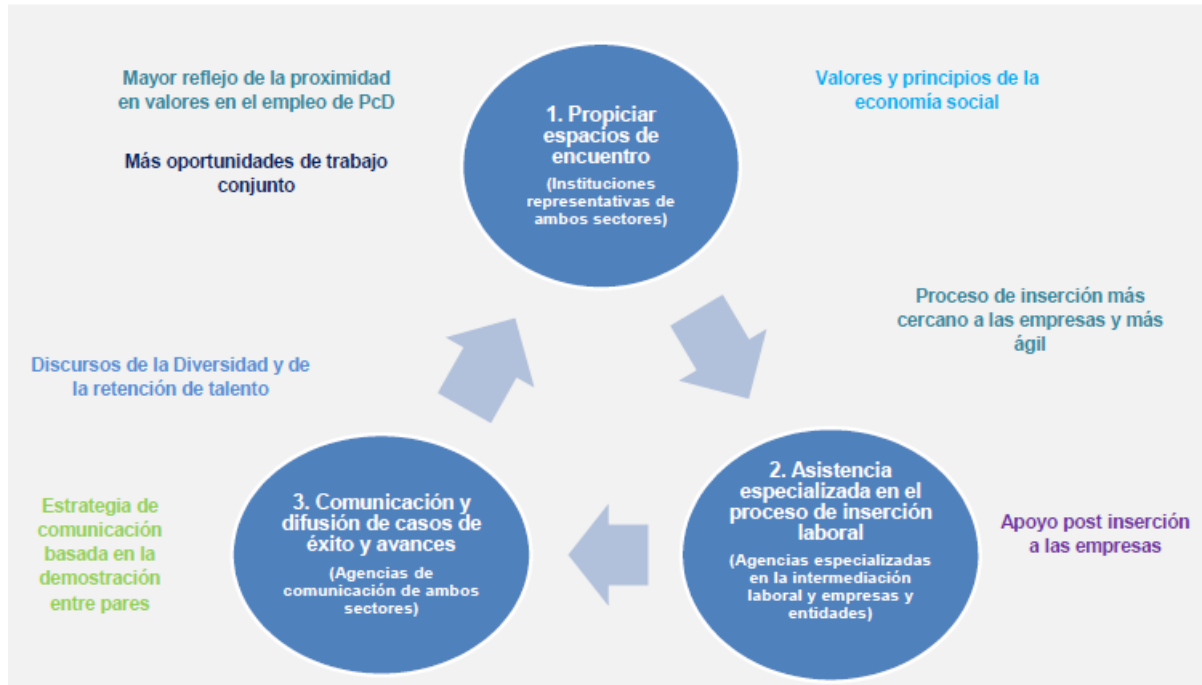 Mayor reflejo de la proximidad
en valores en el empleo de PcD
Más oportunidades de trabajo
conjunto
1. Propiciar
espacios de
encuentro
(Instituciones
representativas de
ambos sectores)
Valores y principios de la
economía social
Proceso de inserción más
cercano a las empresas y más
ágil
Discursos de la Diversidad y de
la retención de talento
2. Asistencia
especializada en el
proceso de inserción
laboral
(Agencias especializadas
en la intermediación
laboral y empresas y
entidades)
Apoyo post inserción
a las empresas
3. Comunicación y
difusión de casos de
éxito y avances
(Agencias de
comunicación de ambos
sectores)
Estrategia de
comunicación
basada en la
demostración
entre pares